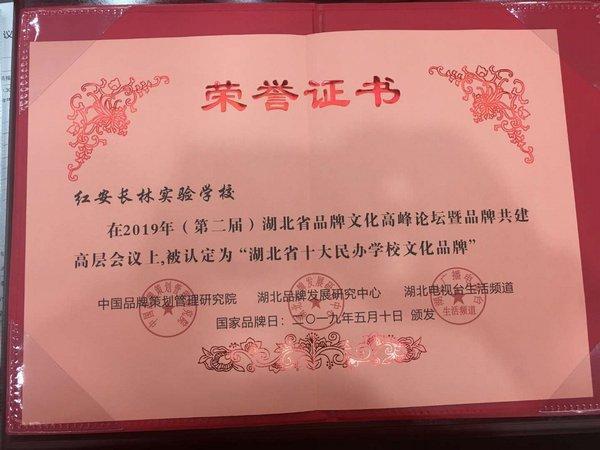 议
荣誉证书
红安长林实验学校
在2019年（第二届）湖北省品牌文化高峰论坛暨品牌共建
高层会议上,被认定为“湖北省十大民办学校文化品牌”
中国品牌策划管理研究院 湖北品牌发展研究中心 湖北电视台生活频道
生活频道
国家品牌日：二〇一九年五月十日 颁发